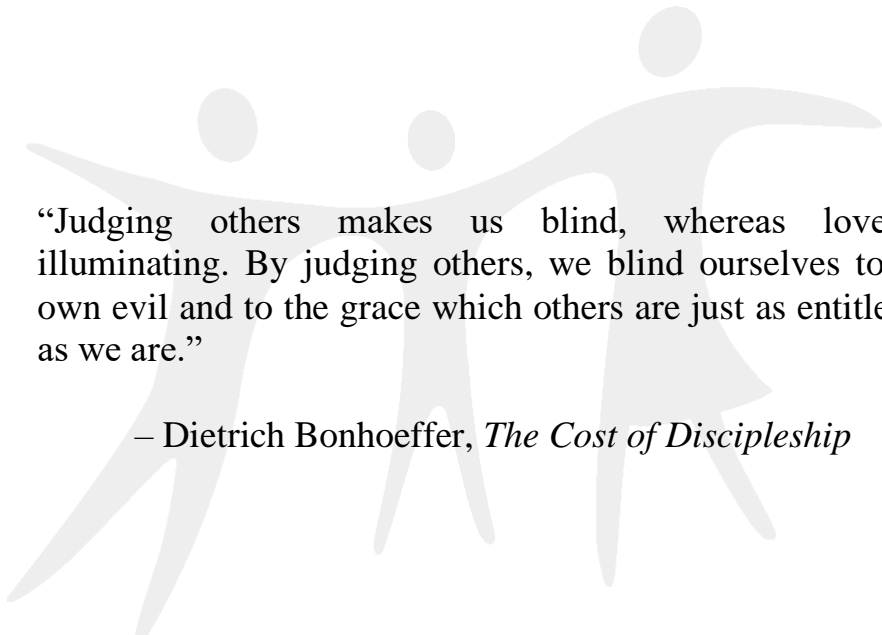 “Judging others makes us blind, whereas love
illuminating. By judging others, we blind ourselves to
own evil and to the grace which others are just as entitle
as we are.”
– Dietrich Bonhoeffer, The Cost of Discipleship